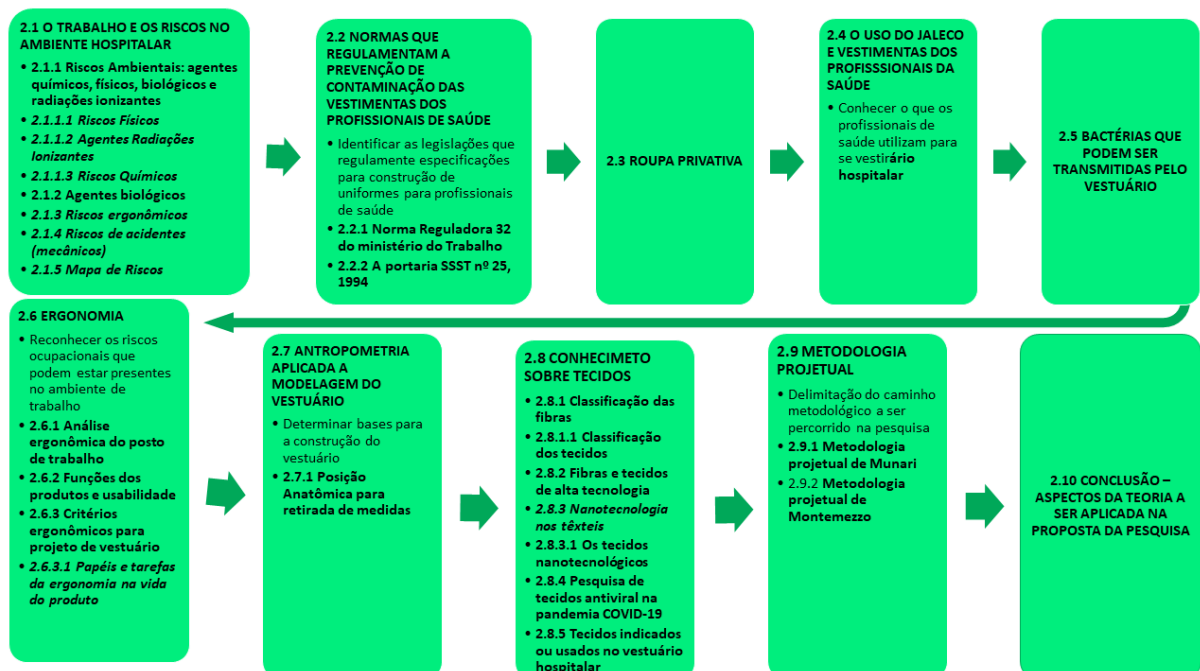 2.1 O TRABALHO E OS RISCOS NO
AMBIENTE HOSPITALAR
• 2.1.1 Riscos Ambientais: agentes
químicos, físicos, biológicos e
radiações ionizantes
• 2.1.1.1 Riscos Físicos
• 2.1.1.2 Agentes Radiações
Ionizantes
• 2.1.1.3 Riscos Químicos
• 2.1.2 Agentes biológicos
• 2.1.3 Riscos ergonômicos
• 2.1.4 Riscos de acidentes
(mecânicos)
• 2.1.5 Mapa de Riscos
2.2 NORMAS QUE
REGULAMENTAM A
PREVENÇÃO DE
CONTAMINAÇÃO DAS
VESTIMENTAS DOS
PROFISSIONAIS DE SAÚDE
• Identificar as legislações que
regulamente especificações
para construção de
uniformes para profissionais
de saúde
• 2.2.1 Norma Reguladora 32
do ministério do Trabalho
• 2.2.2 A portaria SSST nº 25,
1994
2.3 ROUPA PRIVATIVA
2.4 O USO DO JALECO
E VESTIMENTAS DOS
PROFISSSIONAIS DA
SAÚDE
• Conhecer o que os
profissionais de
saúde utilizam para
se vestirário
hospitalar
2.5 BACTÉRIAS QUE
PODEM SER
TRANSMITIDAS PELO
VESTUÁRIO
2.6 ERGONOMIA
• Reconhecer os riscos
ocupacionais que
podem estar presentes
no ambiente de
trabalho
• 2.6.1 Análise
ergonômica do posto
de trabalho
• 2.6.2 Funções dos
produtos e usabilidade
• 2.6.3 Critérios
ergonômicos para
projeto de vestuário
• 2.6.3.1 Papéis e tarefas
da ergonomia na vida
do produto
2.7 ANTROPOMETRIA
APLICADA A
MODELAGEM DO
VESTUÁRIO
• Determinar bases para
a construção do
vestuário
• 2.7.1 Posição
Anatômica para
retirada de medidas
2.8 CONHECIMETO
SOBRE TECIDOS
• 2.8.1 Classificação das
fibras
• 2.8.1.1 Classificação
dos tecidos
• 2.8.2 Fibras e tecidos
de alta tecnologia
• 2.8.3 Nanotecnologia
nos têxteis
• 2.8.3.1 Os tecidos
nanotecnológicos
• 2.8.4 Pesquisa de
tecidos antiviral na
pandemia COVID-19
• 2.8.5 Tecidos indicados
ou usados no vestuário
hospitalar
2.9 METODOLOGIA
PROJETUAL
• Delimitação do caminho
metodológico a ser
percorrido na pesquisa
• 2.9.1 Metodologia
projetual de Munari
• 2.9.2 Metodologia
projetual de
Montemezzo
2.10 CONCLUSÃO –
ASPECTOS DA TEORIA A
SER APLICADA NA
PROPOSTA DA PESQUISA